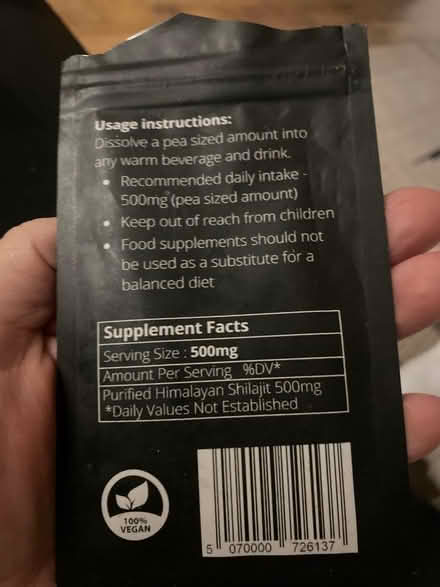 Usage instructions:
Dissolve a pea sized amount into
any warm beverage and drink.
• Recommended daily intake -
500mg (pea sized amount)
• Keep out of reach from children
• Food supplements should not
be used as a substitute for a
balanced diet
Supplement Facts
Serving Size : 500mg
Amount Per Serving %DV*
Purified Himalayan Shilajit 500mg
*Daily Values Not Established
100%
VEGAN
5 070000 726137